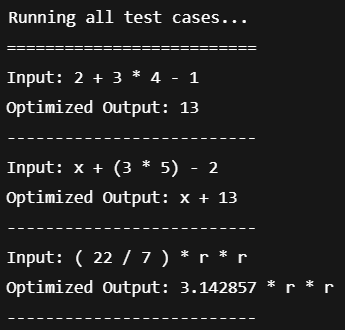 Running all test cases...
==========================
Input: 2 + 3 * 4 - 1
Optimized Output: 13
--------------------------
Input: x + (3 * 5) - 2
Optimized Output: x + 13
--------------------------
Input: ( 22 / 7 ) * r * r
Optimized Output: 3.142857 * r * r
--------------------------